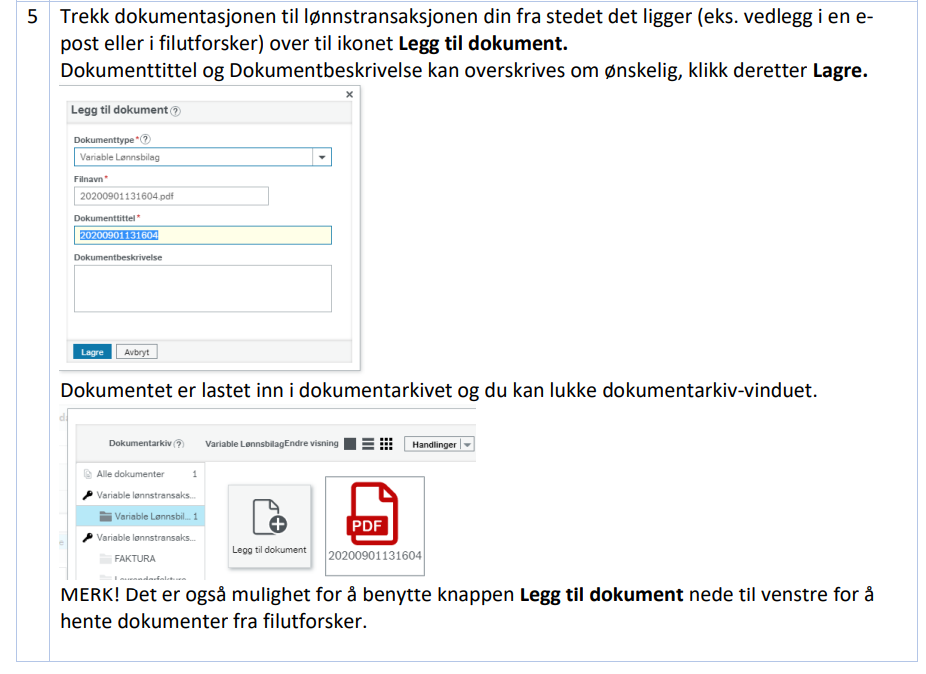 5
Trekk dokumentasjonen til lønnstransaksjonen din fra stedet det ligger (eks. vedlegg i en e-
post eller i filutforsker) over til ikonet Legg til dokument.
Dokumenttittel og Dokumentbeskrivelse kan overskrives om ønskelig, klikk deretter Lagre.
×
Legg til dokument ?
Dokumenttype * ?
Variable Lønnsbilag
Filnavn *
20200901131604.pdf
Dokumenttittel *
20200901131604
Dokumentbeskrivelse
Lagre Avbryt
Dokumentet er lastet inn i dokumentarkivet og du kan lukke dokumentarkiv-vinduet.
Dokumentarkiv ? Variable LønnsbilagEndre visning Handlinger
Alle dokumenter 1
Variable lønnstransaks...
Variable Lønnsbil... 1
Variable lønnstransaks...
FAKTURA
Legg til dokument
PDF
20200901131604
MERK! Det er også mulighet for å benytte knappen Legg til dokument nede til venstre for å
hente dokumenter fra filutforsker.